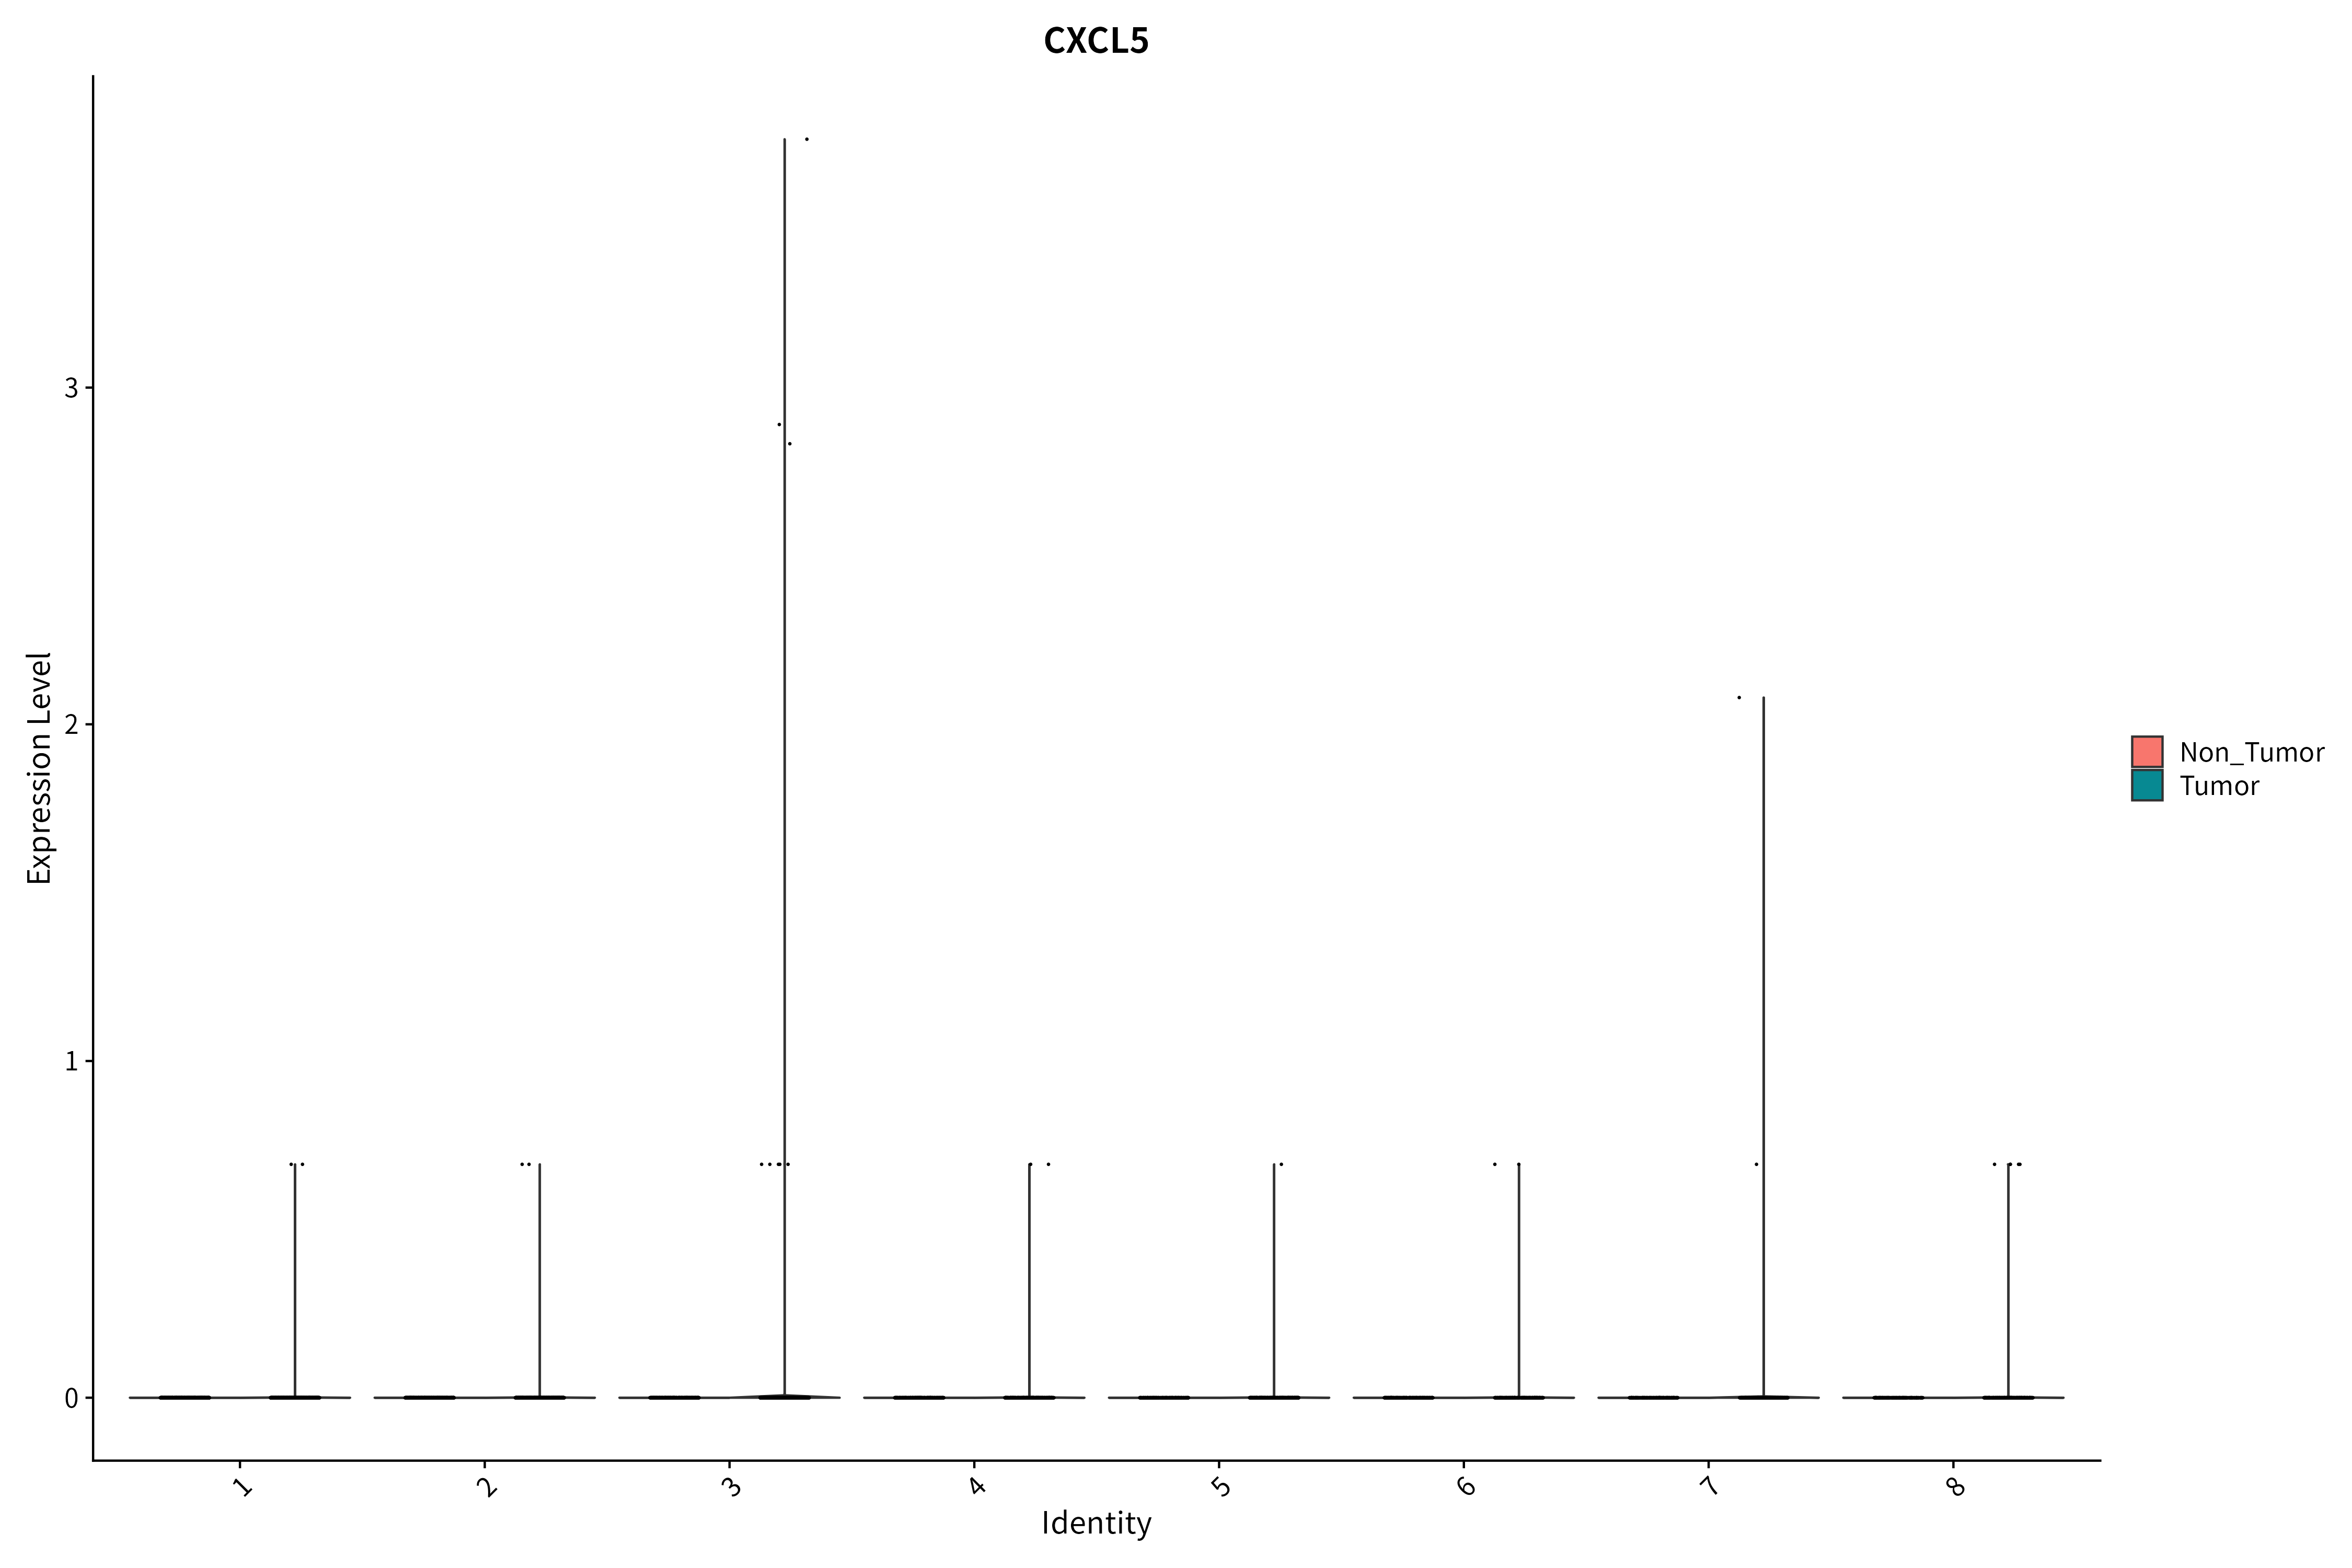 CXCL5
Expression Level
3
2
1
0
1 2 3 4 5 6 7 8
Identity
Non_Tumor
Tumor